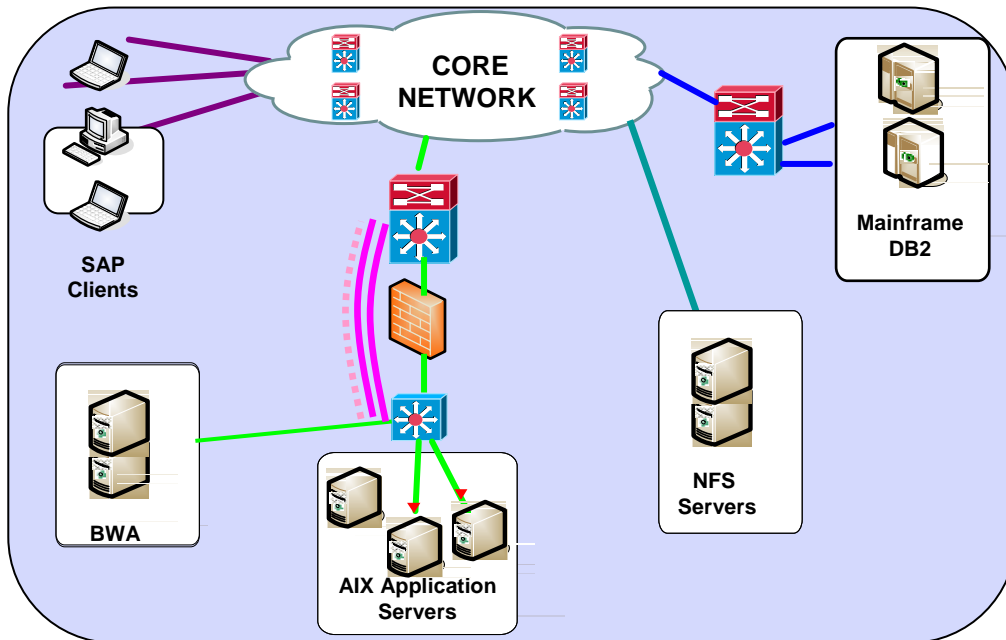 CORE
NETWORK
SAP
Clients
Mainframe
DB2
NFS
Servers
BWA
AIX Application
Servers